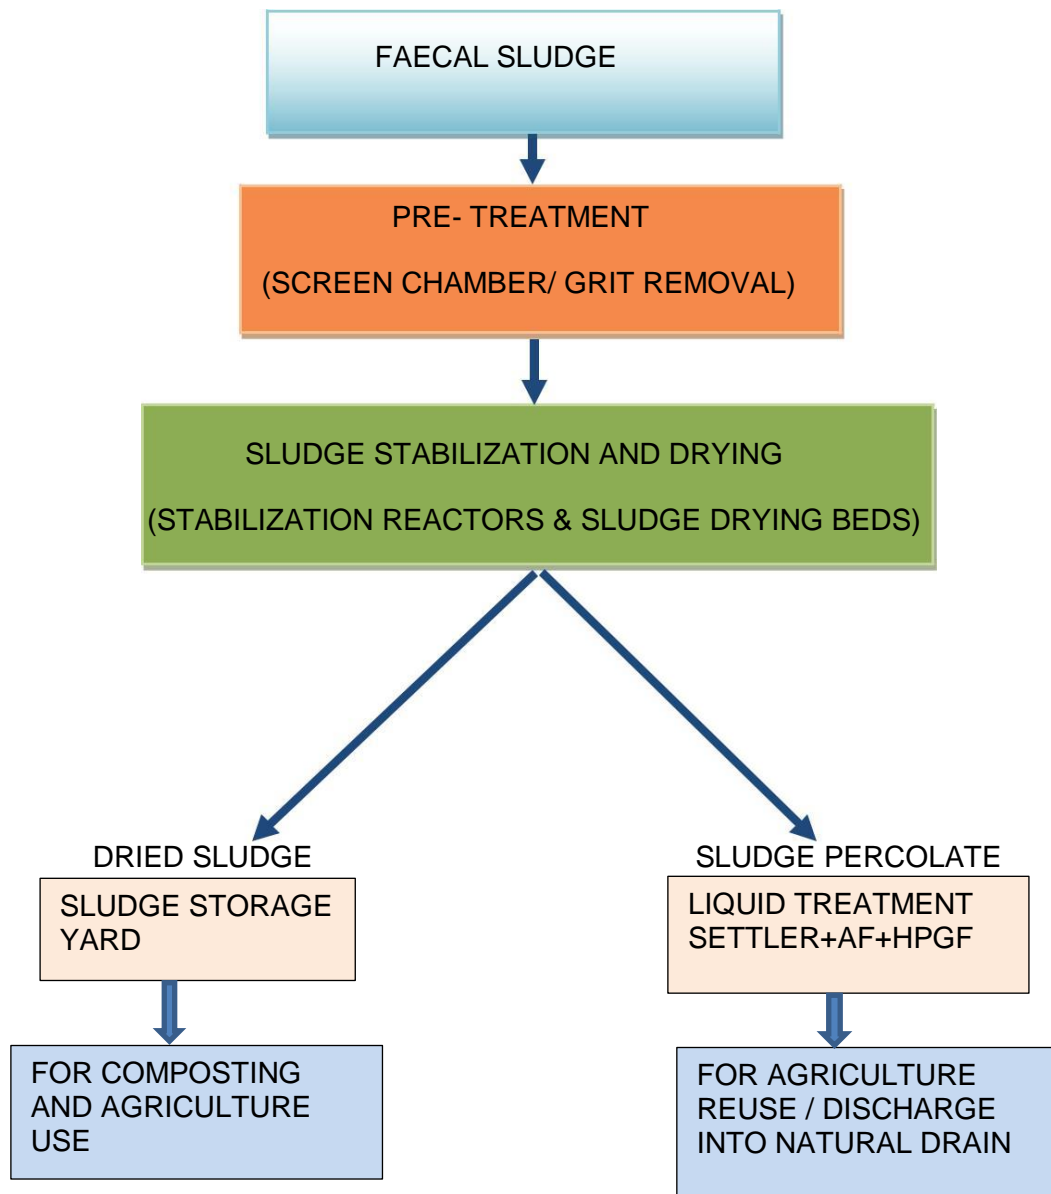 FAECAL SLUDGE
PRE- TREATMENT
(SCREEN CHAMBER/ GRIT REMOVAL)
SLUDGE STABILIZATION AND DRYING
(STABILIZATION REACTORS & SLUDGE DRYING BEDS)
DRIED SLUDGE
SLUDGE STORAGE
YARD
FOR COMPOSTING
AND AGRICULTURE
USE
SLUDGE PERCOLATE
LIQUID TREATMENT
SETTLER+AF+HPGF
FOR AGRICULTURE
REUSE / DISCHARGE
INTO NATURAL DRAIN